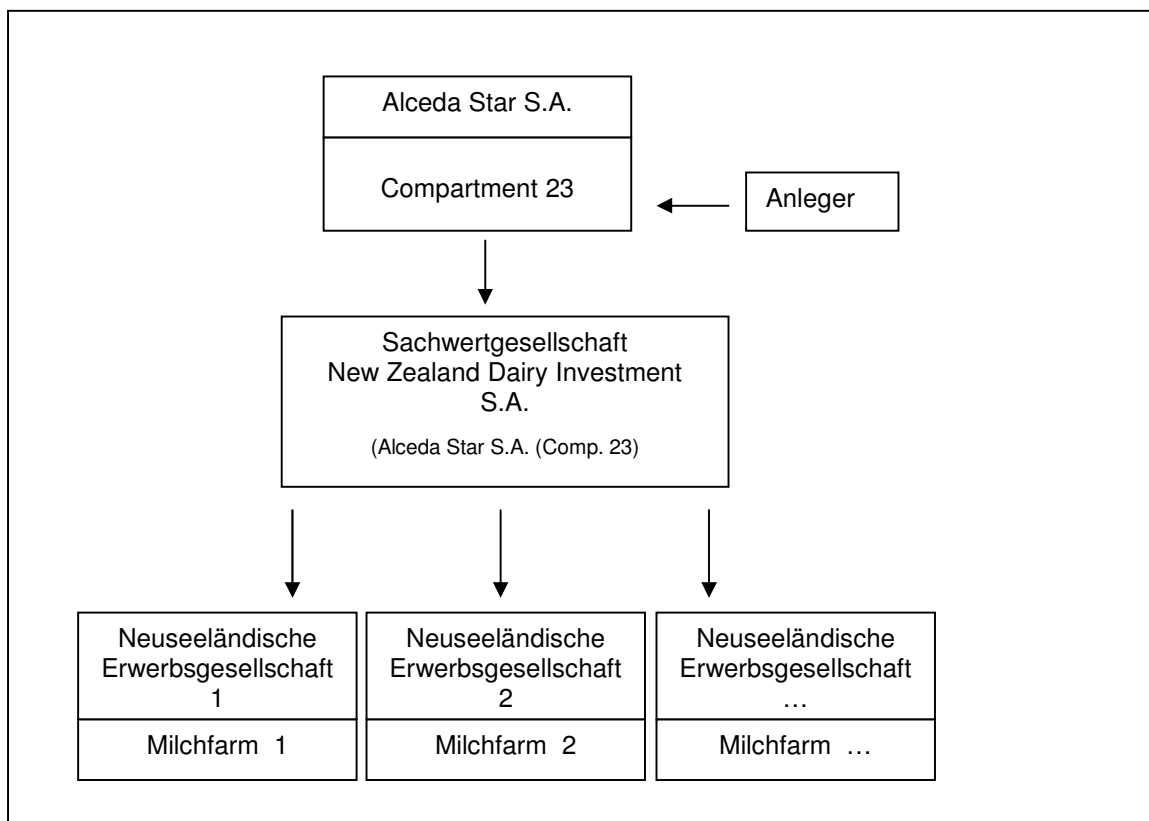 Alceda Star S.A.
Compartment 23
Anleger
Sachwertgesellschaft
New Zealand Dairy Investment
S.A.
(Alceda Star S.A. (Comp. 23)
Neuseeländische
Erwerbsgesellschaft
1
Milchfarm 1
Neuseeländische
Erwerbsgesellschaft
2
Milchfarm 2
Neuseeländische
Erwerbsgesellschaft
…
Milchfarm …